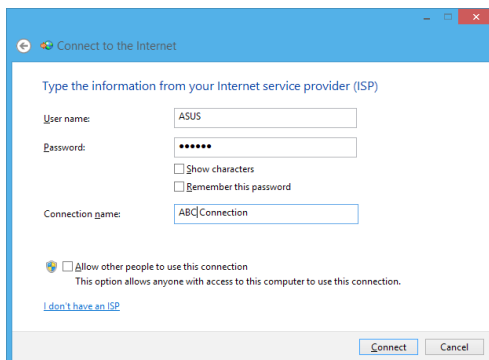 Connect to the Internet
Type the information from your Internet service provider (ISP)
User name:
ASUS
Password:
●●●●●●
Show characters
Remember this password
Connection name:
ABC Connection
Allow other people to use this connection
This option allows anyone with access to this computer to use this connection.
I don't have an ISP
Connect
Cancel